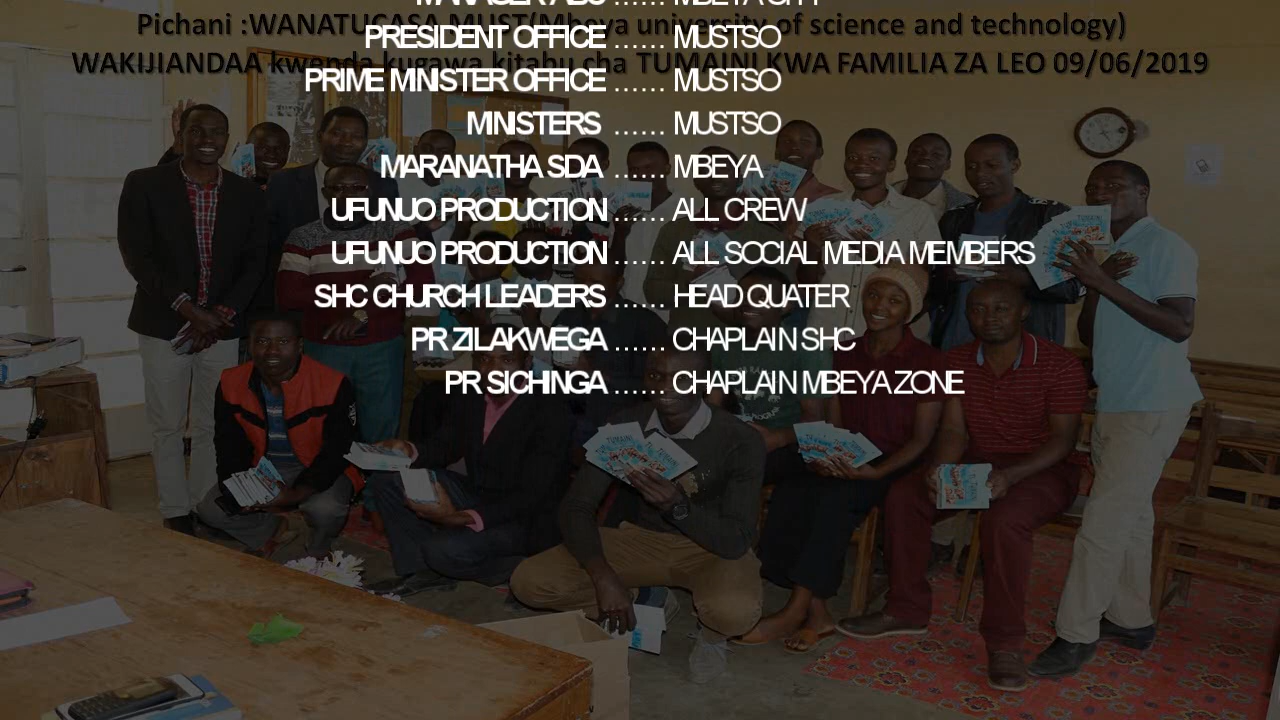 Pichani :WANATUCASA MUST(Mbeya university of science and technology)
WAKIJIANDAA kwenda kugawa kitabu cha TUMAINI KWA FAMILIA ZA LEO 09/06/2019
PRESIDENT OFFICE ...... MUSTSO
PRIME MINISTER OFFICE ...... MUSTSO
MINISTERS ...... MUSTSO
MARANATHA SDA ...... MBEYA
UFUNUO PRODUCTION ...... ALL CREW
UFUNUO PRODUCTION ...... ALL SOCIAL MEDIA MEMBERS
SHC CHURCH LEADERS ...... HEAD QUATER
PR ZILAKWEGA ...... CHAPLAIN SHC
PR SICHINGA ...... CHAPLAIN MBEYA ZONE